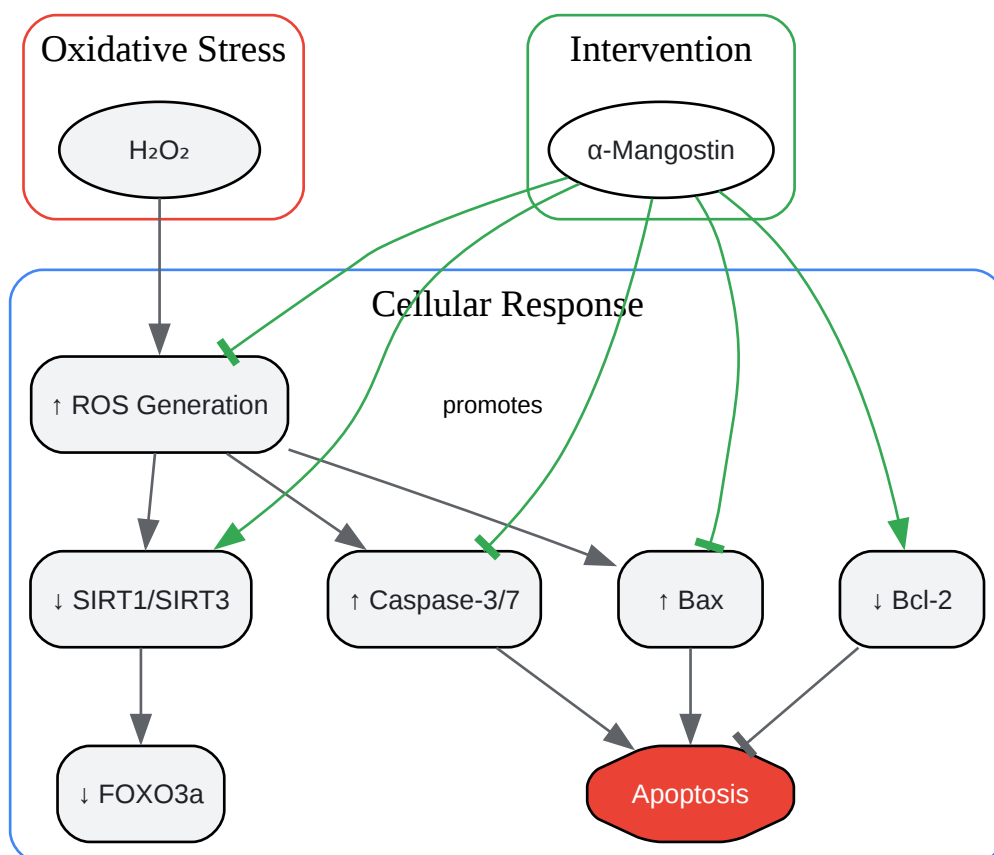 Oxidative Stress
Intervention
H₂O₂
α-Mangostin
Cellular Response
↑ ROS Generation
promotes
↓ SIRT1/SIRT3
↑ Caspase-3/7
↑ Bax
↓ Bcl-2
↓ FOXO3a
Apoptosis